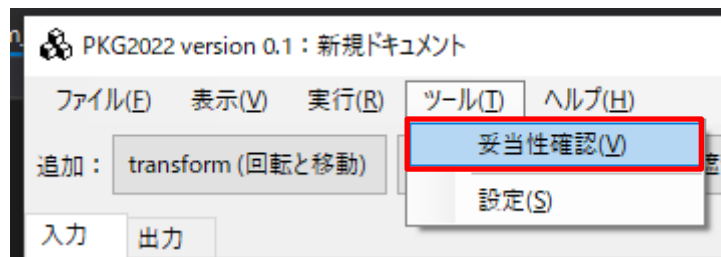 PKG2022 version 0.1：新規ドキュメント
ファイル(F) 表示(V) 実行(R) ツール(T) ヘルプ(H)
妥当性確認(V)
追加： transform (回転と移動)
設定(S)
入力 出力